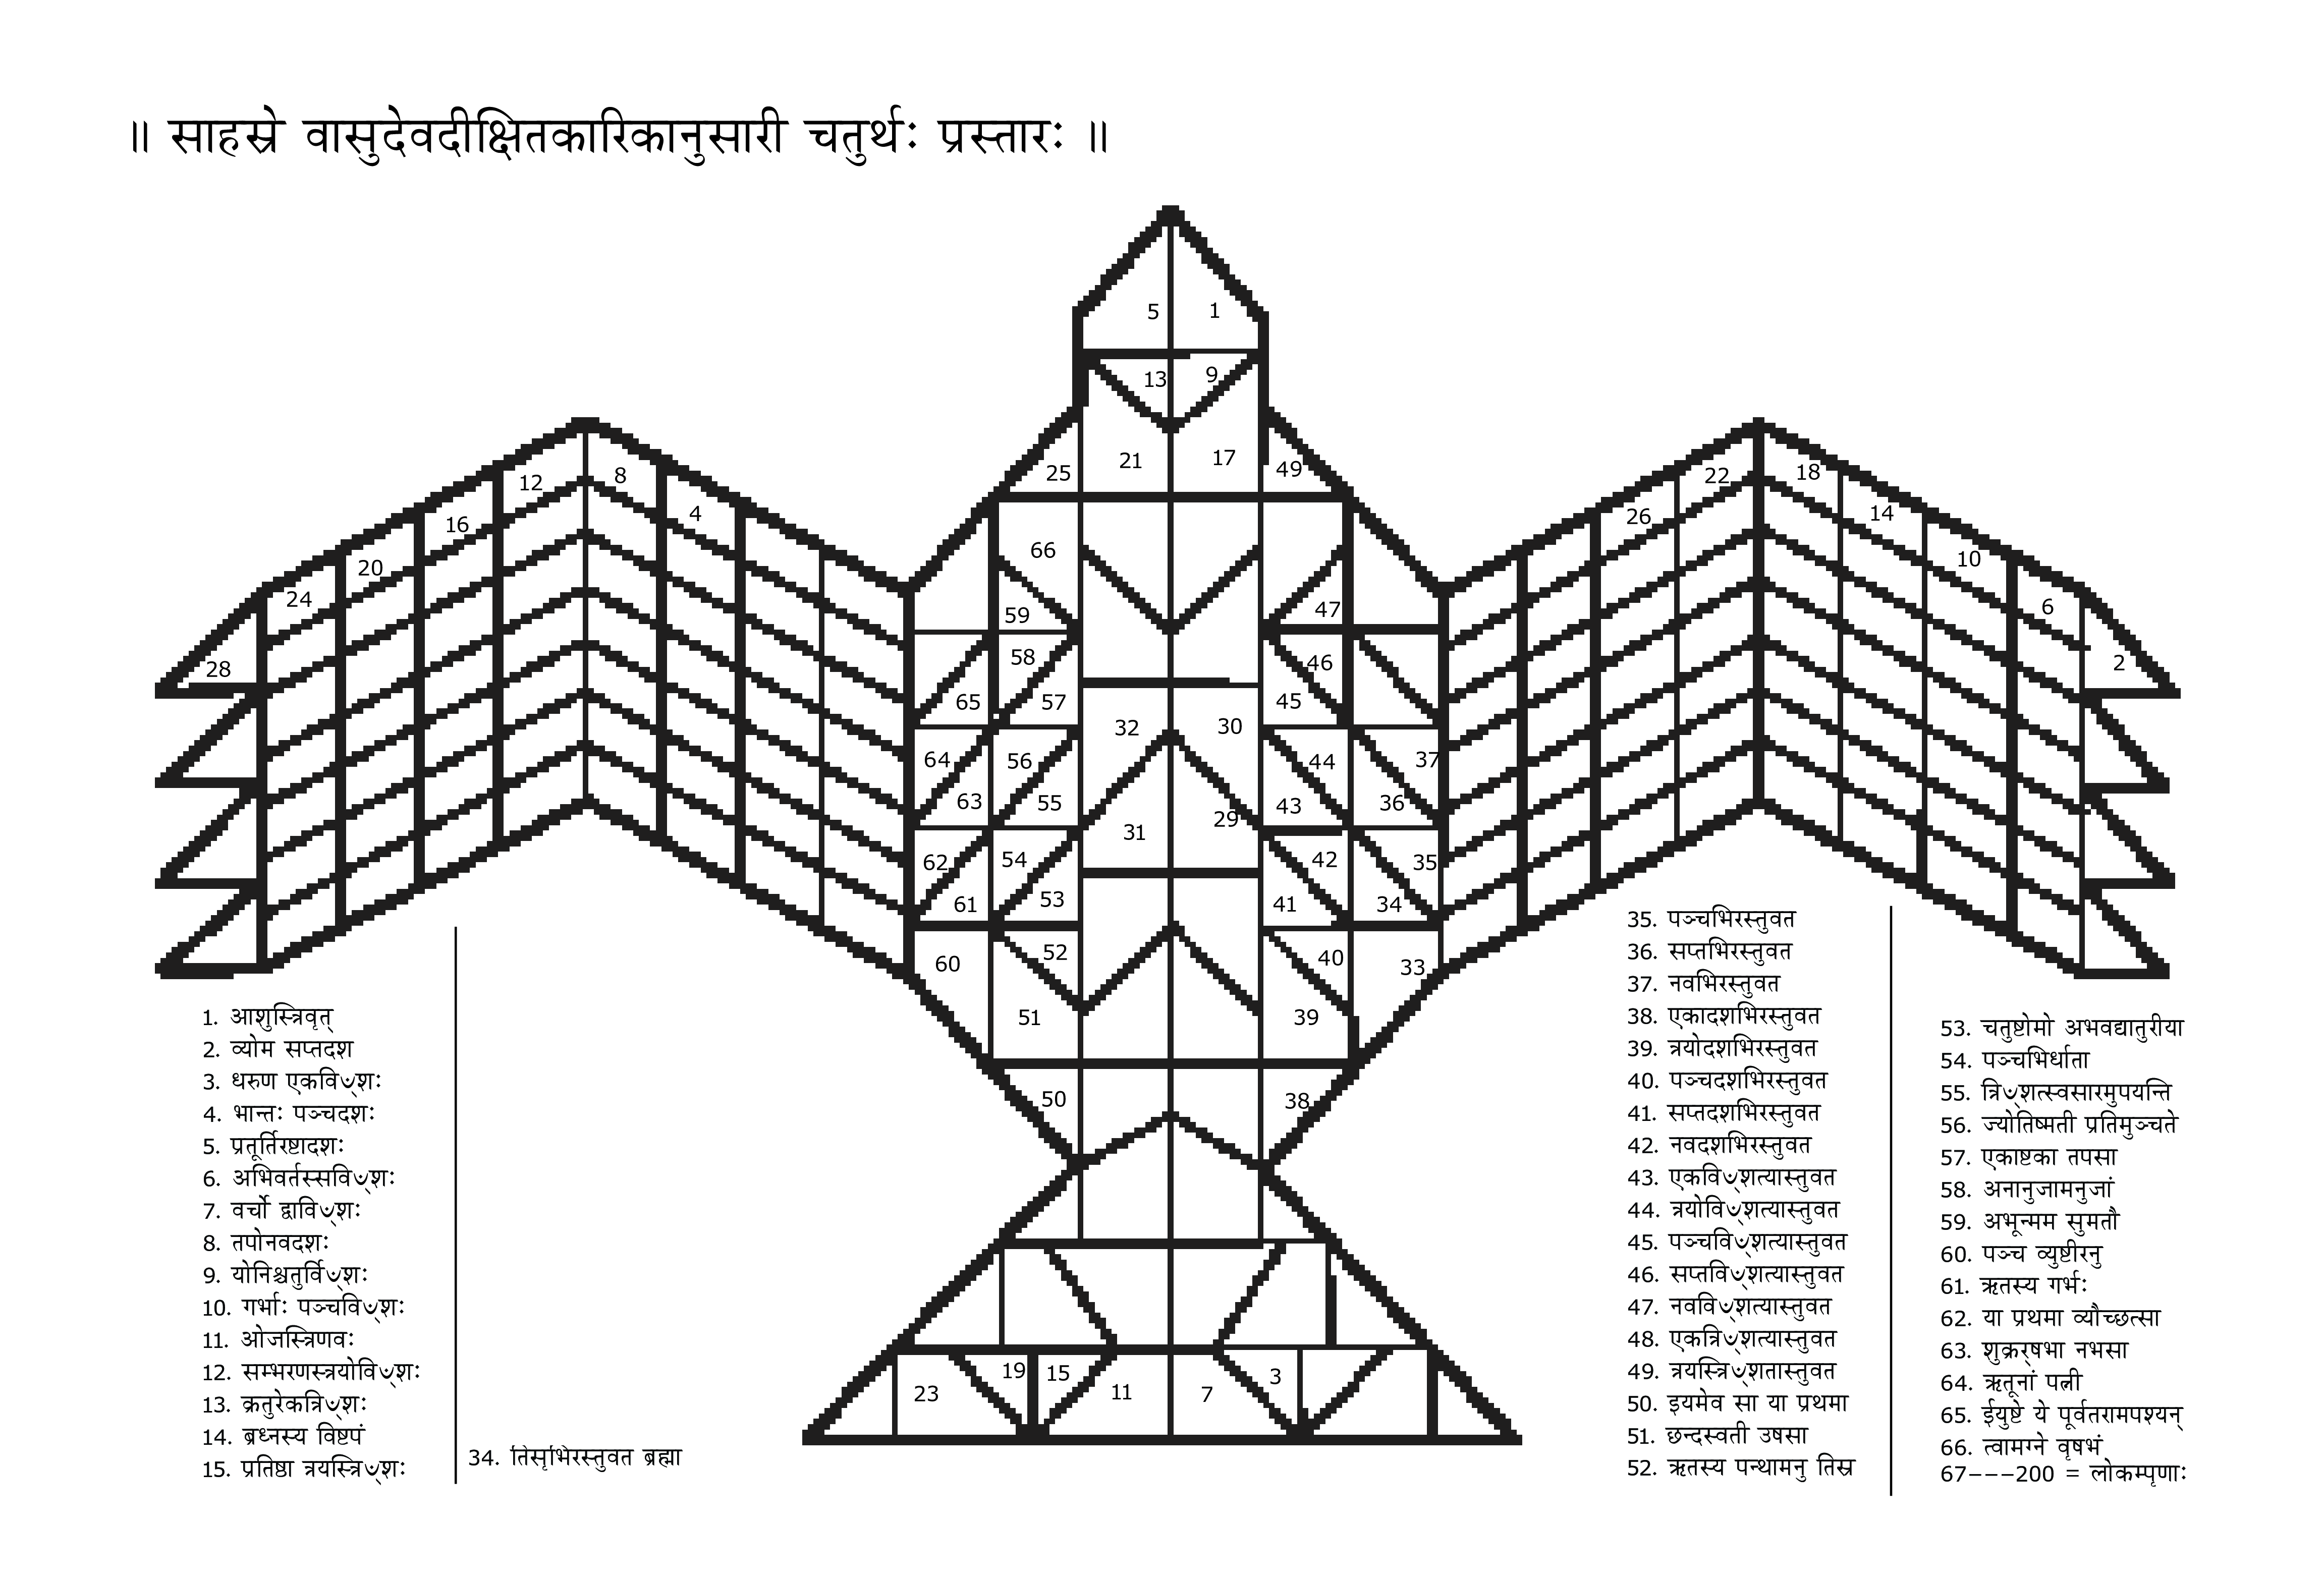 ॥ साहस्रे वासुदेवदीक्षितकारिकानुसारी चतुर्थः प्रस्तारः ॥
5 1
13 9
25 21 17 49
12 8 22 18
16 4 26 14
20 66 10
24 59 47 6
28 58 46 2
65 57 45
32 30
64 56 44 37
63 55 43 36
31 29
62 54 42 35
61 53 41 34
60 52 40 33
51 39
50 38
19 15 3
23 11 7
1. आशुस्त्रिवृत्
2. व्योम सप्तदश
3. धरुण एकविꣳशः
4. भान्तः पञ्चदशः
5. प्रतूर्तिरष्टादशः
6. अभिवर्तस्सविꣳशः
7. वर्चो द्वाविꣳशः
8. तपोनवदशः
9. योनिश्चतुर्विꣳशः
10. गर्भाः पञ्चविꣳशः
11. ओजस्त्रिणवः
12. सम्भरणस्त्रयोविꣳशः
13. क्रतुरेकत्रिꣳशः
14. ब्रध्नस्य विष्टपं
15. प्रतिष्ठा त्रयस्त्रिꣳशः
34. तिसृभिरस्तुवत ब्रह्मा
35. पञ्चभिरस्तुवत
36. सप्तभिरस्तुवत
37. नवभिरस्तुवत
38. एकादशभिरस्तुवत
39. त्रयोदशभिरस्तुवत
40. पञ्चदशभिरस्तुवत
41. सप्तदशभिरस्तुवत
42. नवदशभिरस्तुवत
43. एकविꣳशत्यास्तुवत
44. त्रयोविꣳशत्यास्तुवत
45. पञ्चविꣳशत्यास्तुवत
46. सप्तविꣳशत्यास्तुवत
47. नवविꣳशत्यास्तुवत
48. एकत्रिꣳशत्यास्तुवत
49. त्रयस्त्रिꣳशतास्तुवत
50. इयमेव सा या प्रथमा
51. छन्दस्वती उषसा
52. ऋतस्य पन्थामनु तिस्र
53. चतुष्टोमो अभवद्यातुरीया
54. पञ्चभिर्धाता
55. त्रिꣳशत्स्वसारमुपयन्ति
56. ज्योतिष्मती प्रतिमुञ्चते
57. एकाष्टका तपसा
58. अनानुजामनुजां
59. अभून्मम सुमतौ
60. पञ्च व्युष्टीरनु
61. ऋतस्य गर्भः
62. या प्रथमा व्यौच्छत्सा
63. शुक्रर्षभा नभसा
64. ऋतूनां पत्नी
65. ईयुष्टे ये पूर्वतरामपश्यन्
66. त्वामग्ने वृषभं
67---200 = लोकम्पृणाः